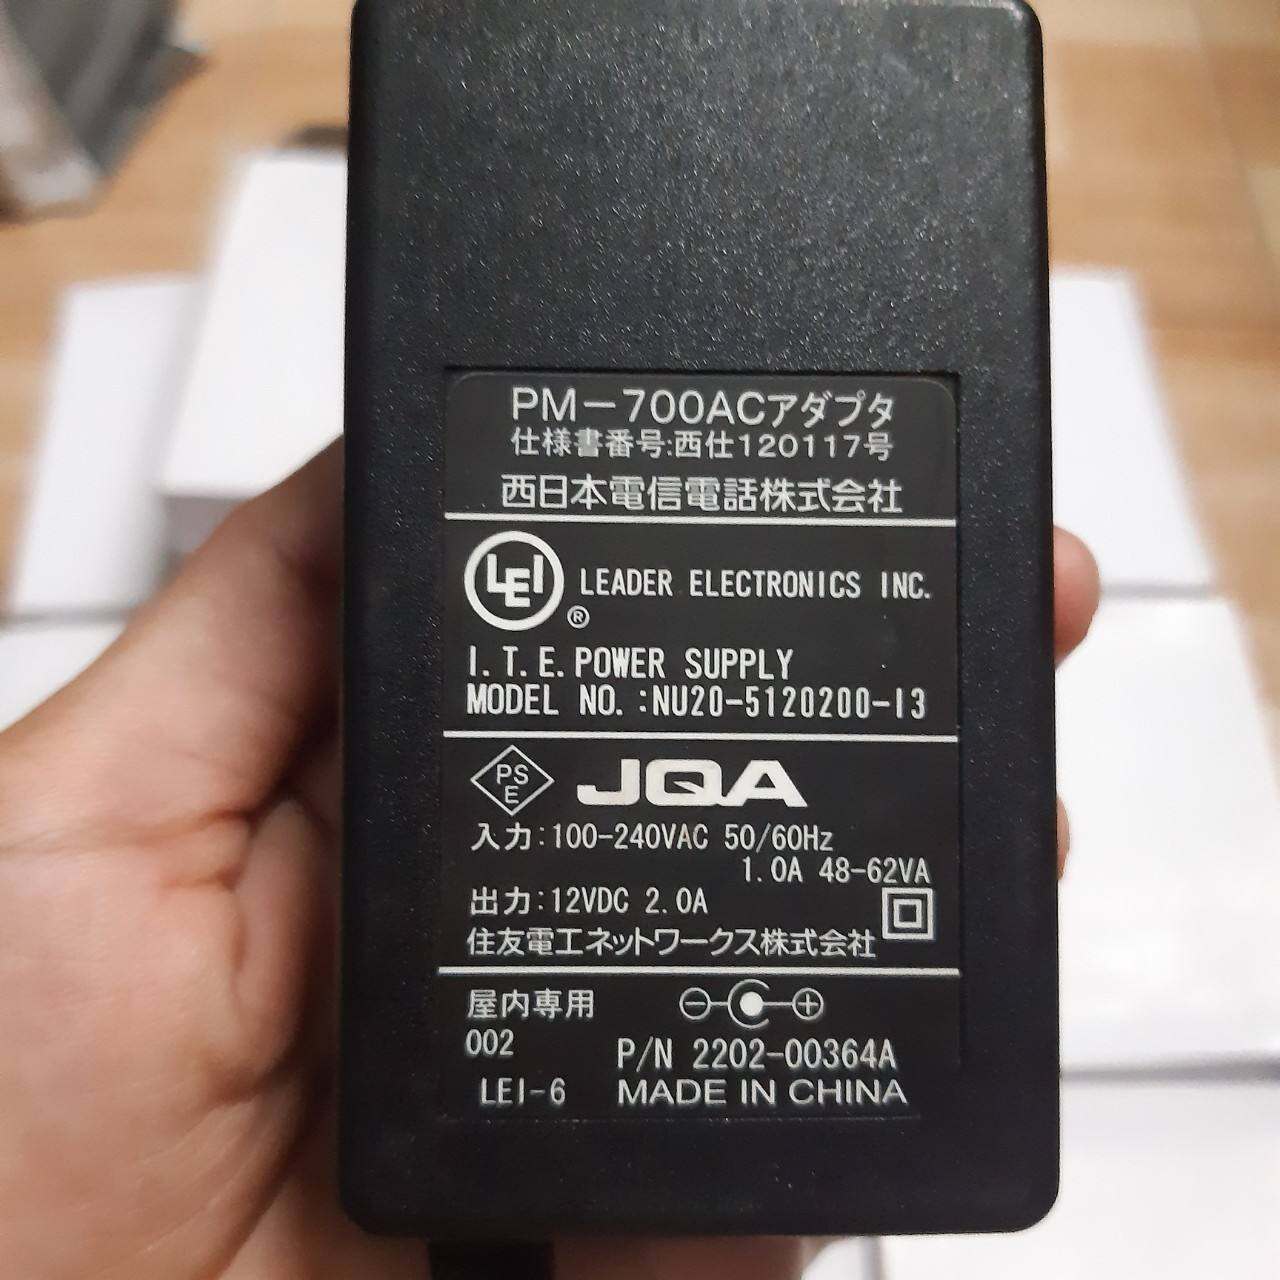 PM-700ACアダプタ
仕様書番号:西仕120117号
西日本電信電話株式会社
LEI LEADER ELECTRONICS INC.
®
I.T.E.POWER SUPPLY
MODEL NO.:NU20-5120200-I3
PS
E
JQA
入力:100-240VAC 50/60Hz
1.0A 48-62VA
出力:12VDC 2.0A
住友電工ネットワークス株式会社
屋内専用
002
P/N 2202-00364A
LEI-6 MADE IN CHINA